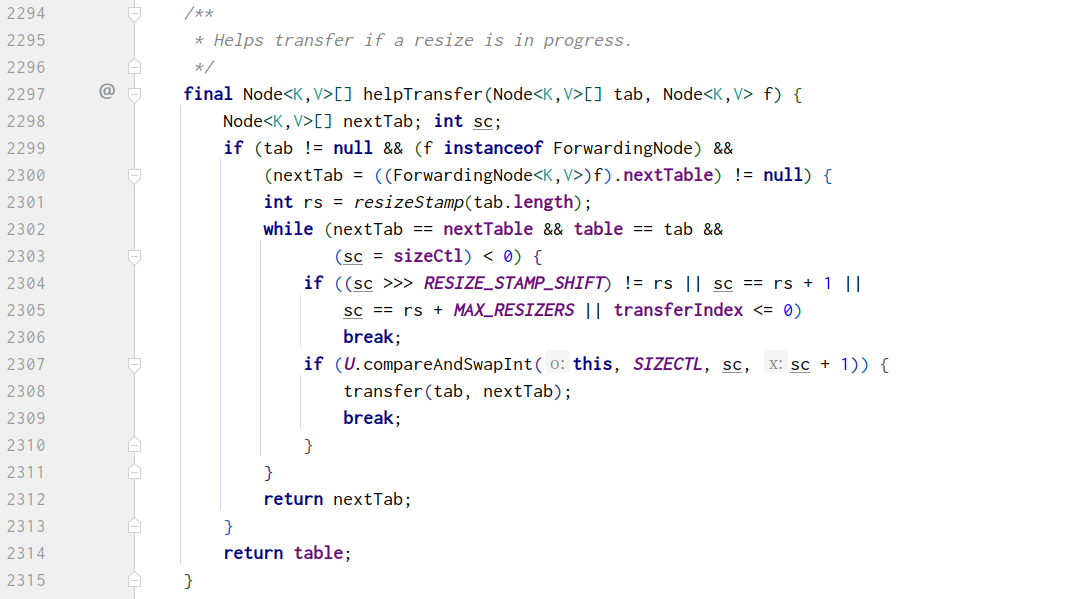 2294 /**
2295 * Helps transfer if a resize is in progress.
2296 */
2297 @ final Node<K,V>[] helpTransfer(Node<K,V>[] tab, Node<K,V> f) {
2298 Node<K,V>[] nextTab; int sc;
2299 if (tab != null && (f instanceof ForwardingNode) &&
2300 (nextTab = ((ForwardingNode<K,V>)f).nextTable) != null) {
2301 int rs = resizeStamp(tab.length);
2302 while (nextTab == nextTable && table == tab &&
2303 (sc = sizeCtl) < 0) {
2304 if ((sc >>> RESIZE_STAMP_SHIFT) != rs || sc == rs + 1 ||
2305 sc == rs + MAX_RESIZERS || transferIndex <= 0)
2306 break;
2307 if (U.compareAndSwapInt( o: this, SIZECTL, sc, x: sc + 1)) {
2308 transfer(tab, nextTab);
2309 break;
2310 }
2311 }
2312 return nextTab;
2313 }
2314 return table;
2315 }